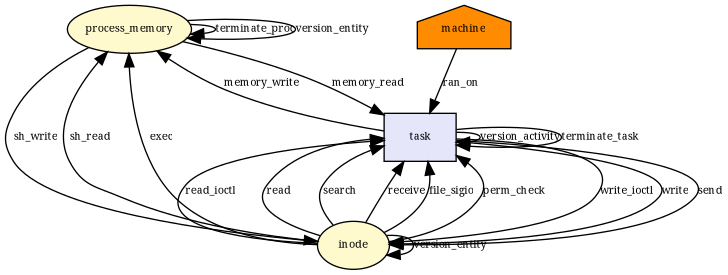 process_memory
terminate_proc
version_entity
machine
memory_write
memory_read
ran_on
sh_write
sh_read
exec
task
version_activity
terminate_task
read_ioctl
read
search
receive
file_sigio
perm_check
write_ioctl
write
send
inode
version_entity